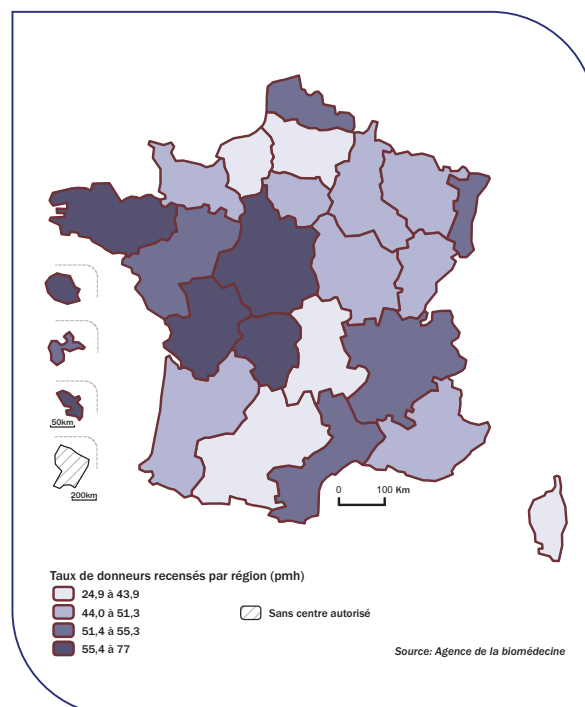 50km
200km
0 100 Km
Taux de donneurs recensés par région (pmh)
24,9 à 43,9
44,0 à 51,3
51,4 à 55,3
55,4 à 77
Sans centre autorisé
Source: Agence de la biomédecine